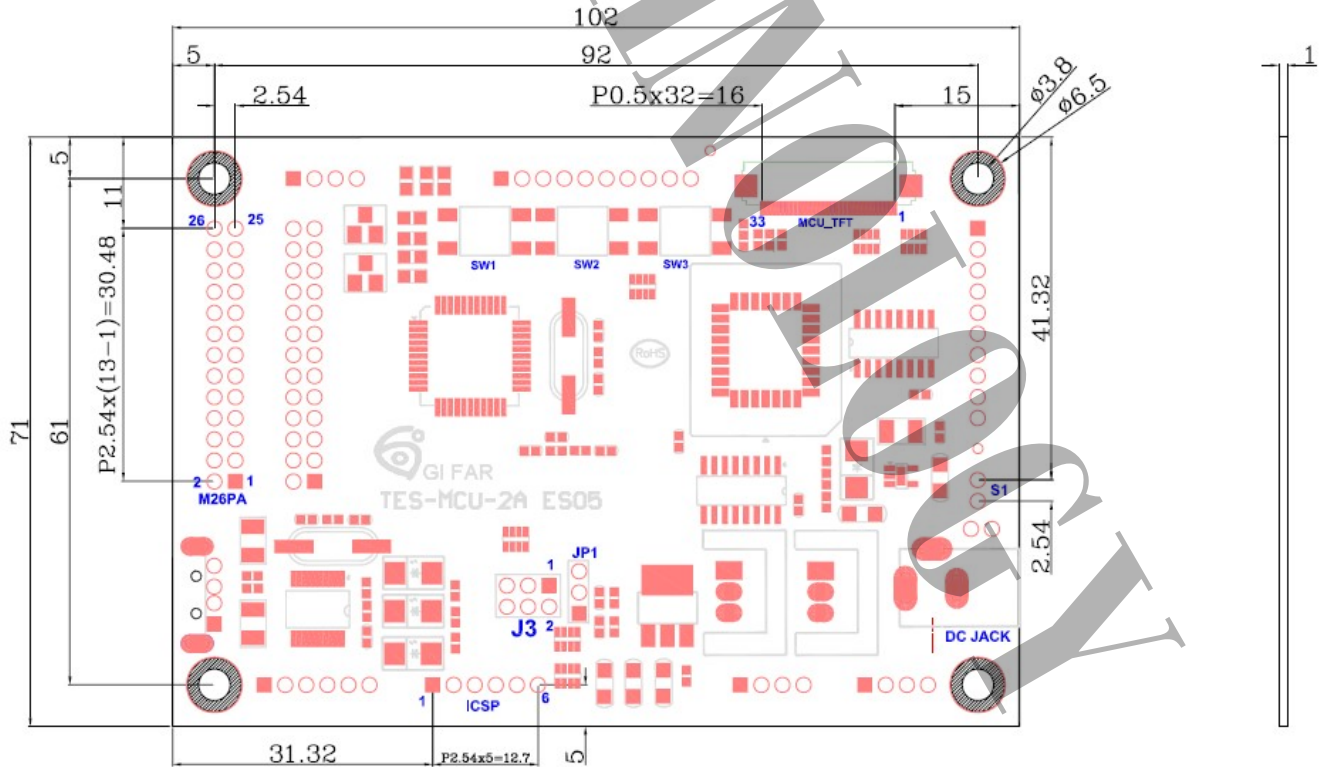 102
5
92
1
2.54
P0.5x32=16
15
ø3.8
ø6.5
5
11
26
25
33
MCU_TFT
1
SW1
SW2
SW3
P2.54x(13-1)=30.48
41.32
RoHS
71
61
GI FAR
TES-MCU-2A ES05
2
1
M26PA
S1
2.54
JP1
1
J3
2
DC JACK
1
ICSP
6
31.32
P2.54x5=12.7
5
NOLOGY